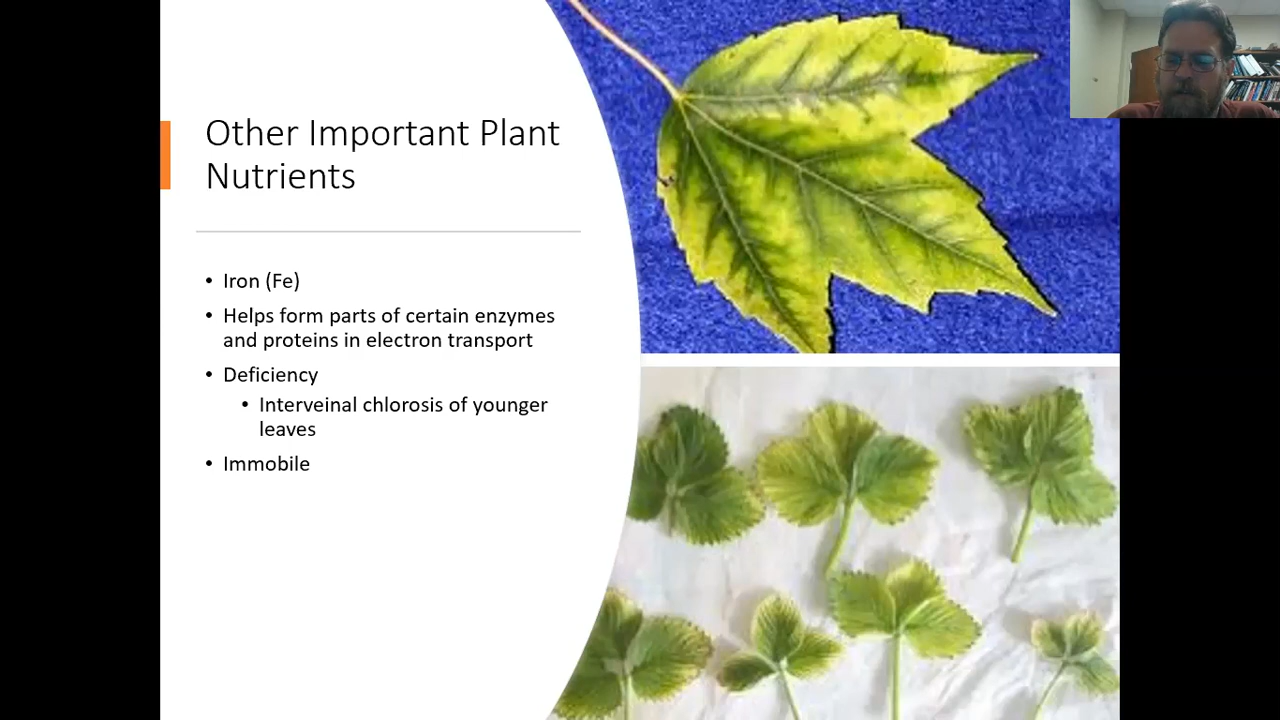 Other Important Plant
Nutrients
• Iron (Fe)
• Helps form parts of certain enzymes
and proteins in electron transport
• Deficiency
• Interveinal chlorosis of younger
leaves
• Immobile